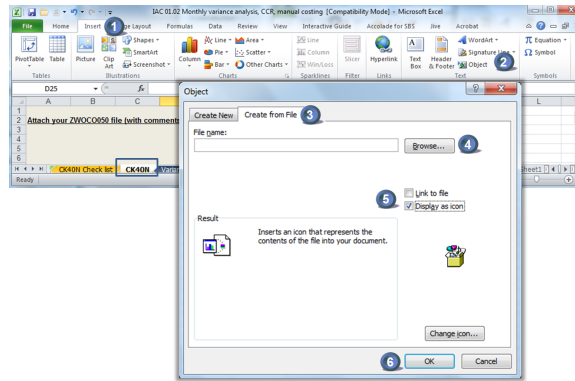 IAC 01.02 Monthly variance analysis, CCR, manual costing [Compatibility Mode] - Microsoft Excel
File Home Insert 1 Page Layout Formulas Data Review View Interactive Guide Accolade for SBS Jive Acrobat
PivotTable Table Picture Clip Art Shapes SmartArt Screenshot Column Line Pie Bar Area Scatter Other Charts Line Column Win/Loss Slicer Hyperlink Text Box Header & Footer WordArt Signature Line Object 2 Equation Symbol
Tables Illustrations Charts Sparklines Filter Links Text Symbols
D25 fx
A B C L
1
2 Attach your ZWOCO050 file (with comments
3
4
5
6
CK40N Check list CK40N Sheet1
Ready
Object
Create New Create from File 3
File name:
Browse... 4
Link to file
5 Display as icon
Result
Inserts an icon that represents the
contents of the file into your document.
Change icon...
6 OK Cancel